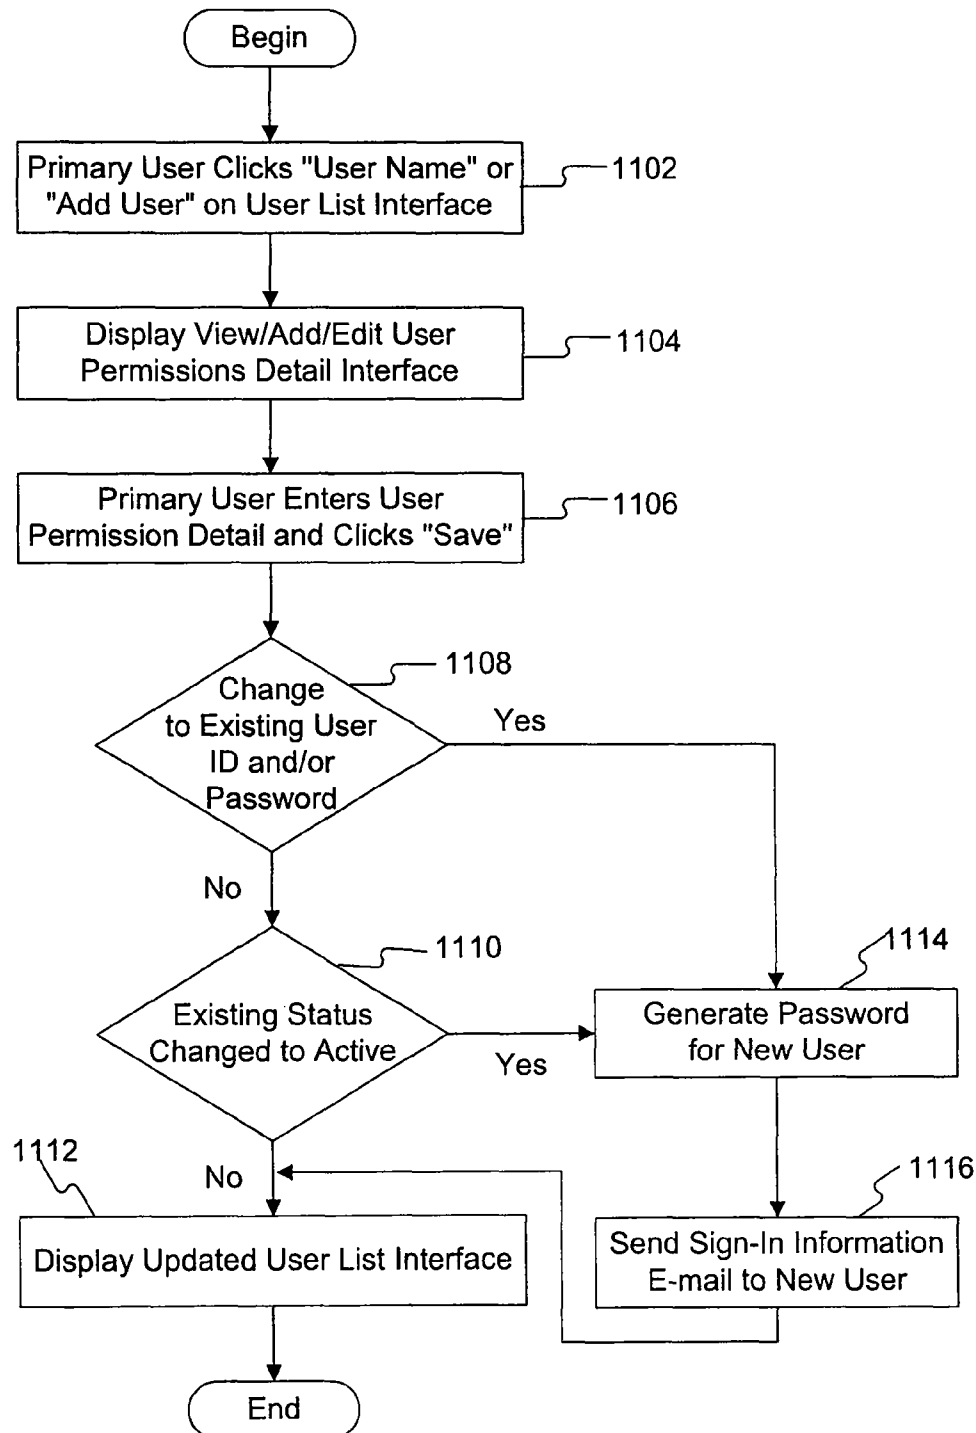 Begin
Primary User Clicks "User Name" or
"Add User" on User List Interface
1102
Display View/Add/Edit User
Permissions Detail Interface
1104
Primary User Enters User
Permission Detail and Clicks "Save"
1106
Change
to Existing User
ID and/or
Password
1108
Yes
No
Existing Status
Changed to Active
1110
Yes
Generate Password
for New User
1114
No
1112
Display Updated User List Interface
Send Sign-In Information
E-mail to New User
1116
End